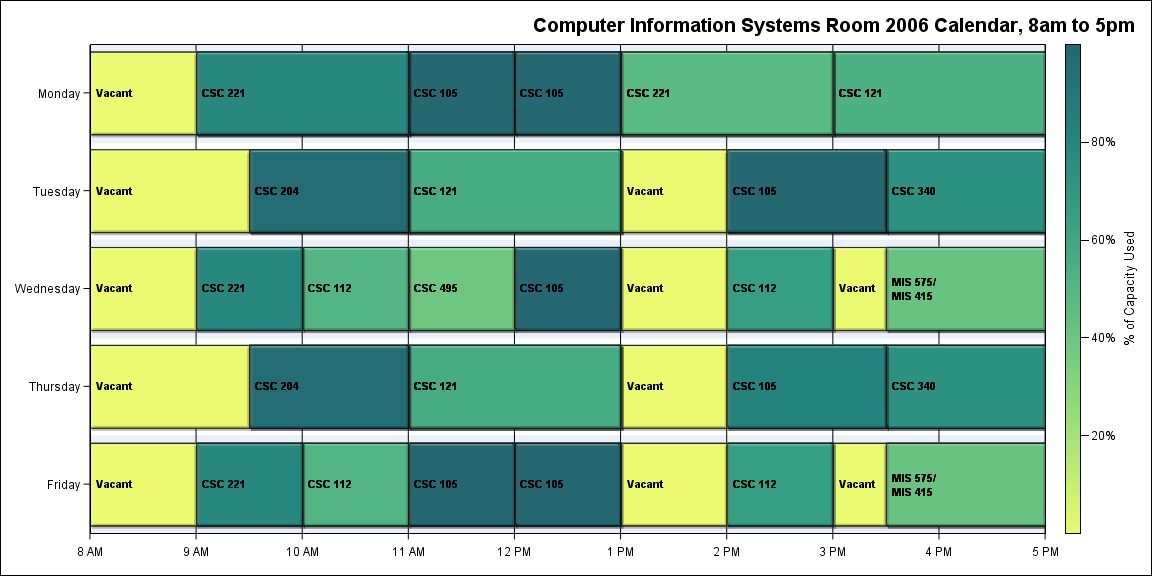 Computer Information Systems Room 2006 Calendar, 8am to 5pm
Monday
Vacant
CSC 221
CSC 105
CSC 105
CSC 221
CSC 121
Tuesday
Vacant
CSC 204
CSC 121
Vacant
CSC 105
CSC 340
Wednesday
Vacant
CSC 221
CSC 112
CSC 495
CSC 105
Vacant
CSC 112
Vacant
MIS 575/
MIS 415
Thursday
Vacant
CSC 204
CSC 121
Vacant
CSC 105
CSC 340
Friday
Vacant
CSC 221
CSC 112
CSC 105
CSC 105
Vacant
CSC 112
Vacant
MIS 575/
MIS 415
8 AM
9 AM
10 AM
11 AM
12 PM
1 PM
2 PM
3 PM
4 PM
5 PM
80%
60%
40%
20%
% of Capacity Used